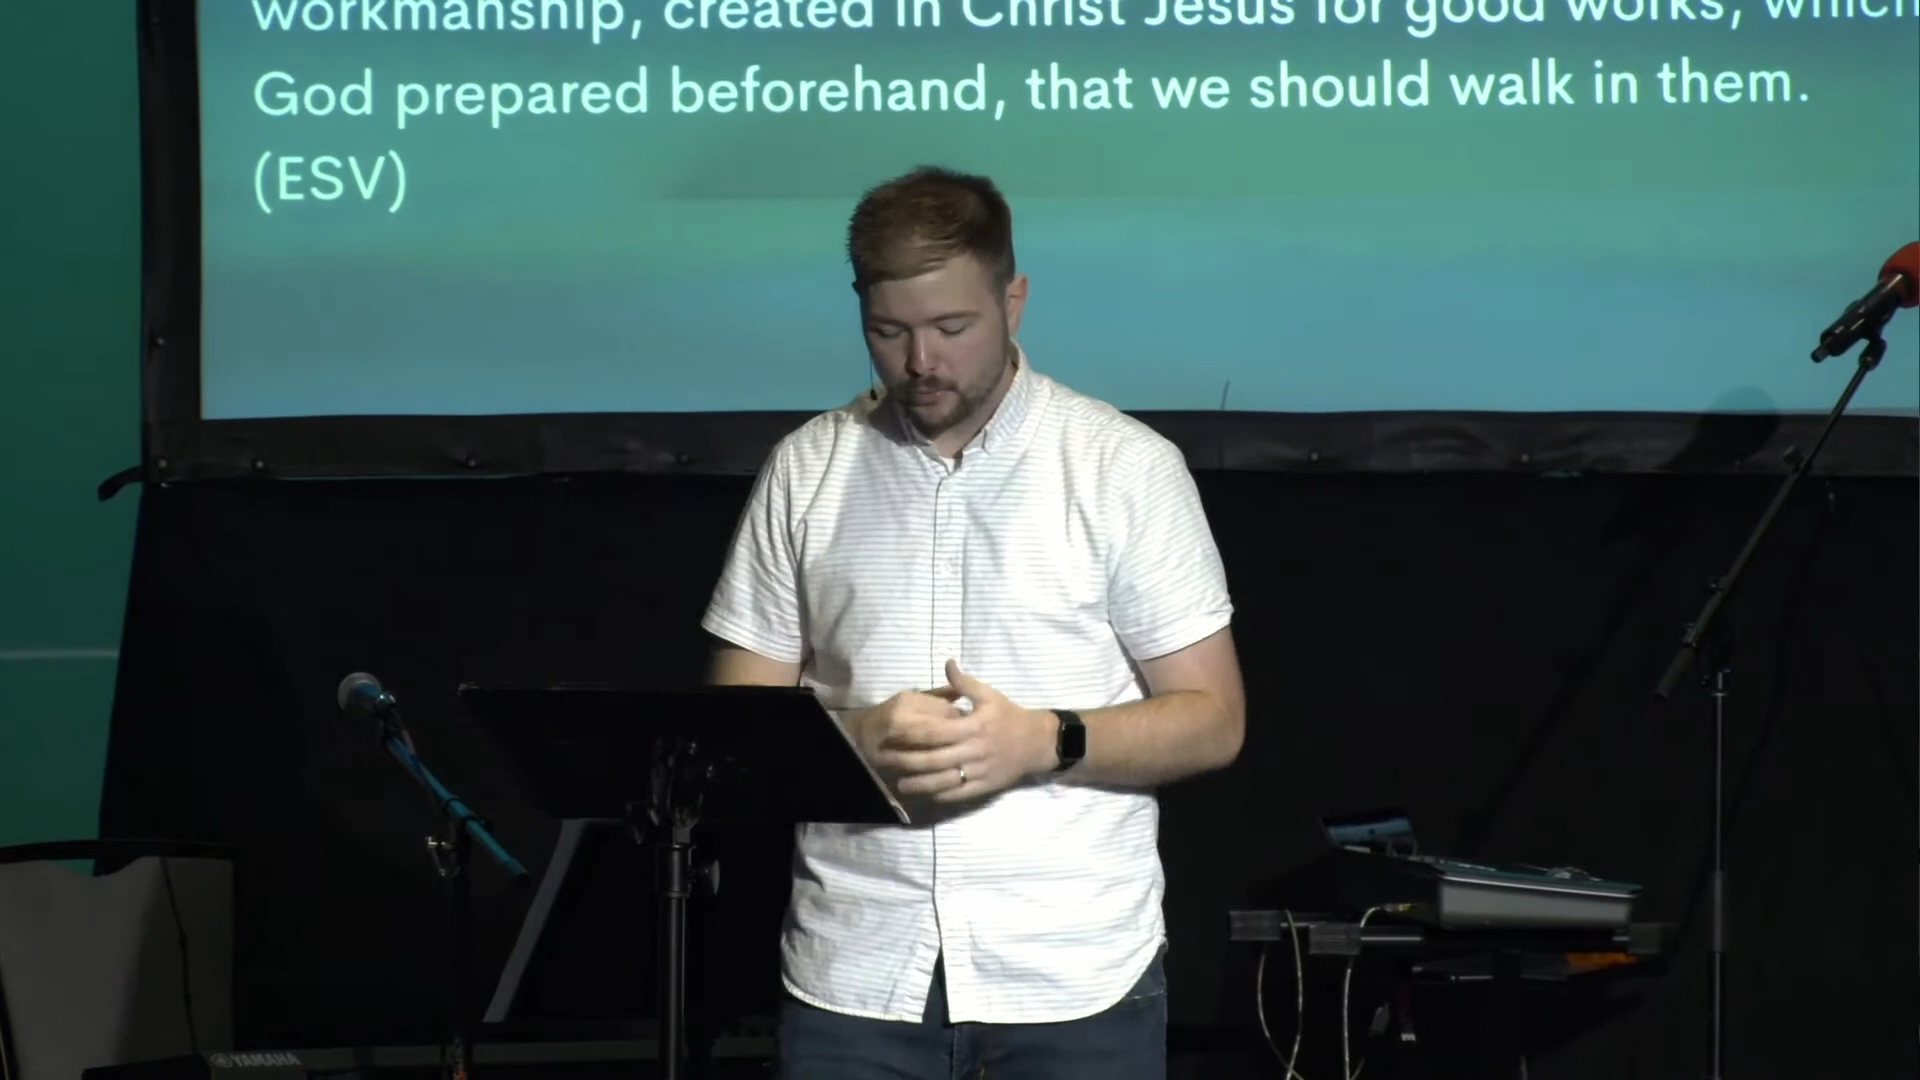 workmanship, created in Christ Jesus for good works, which
God prepared beforehand, that we should walk in them.
(ESV)
YAMAHA